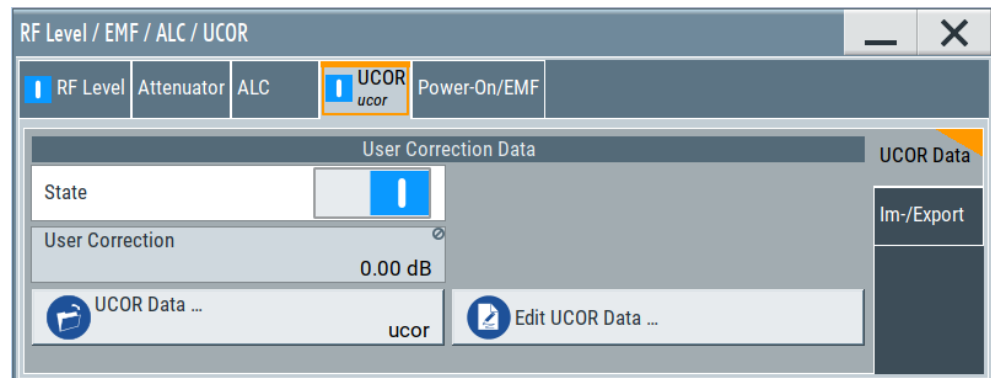 RF Level / EMF / ALC / UCOR
RF Level Attenuator ALC UCOR Power-On/EMF
ucor
User Correction Data
UCOR Data
State
Im-/Export
User Correction
0.00 dB
UCOR Data ...
ucor
Edit UCOR Data ...